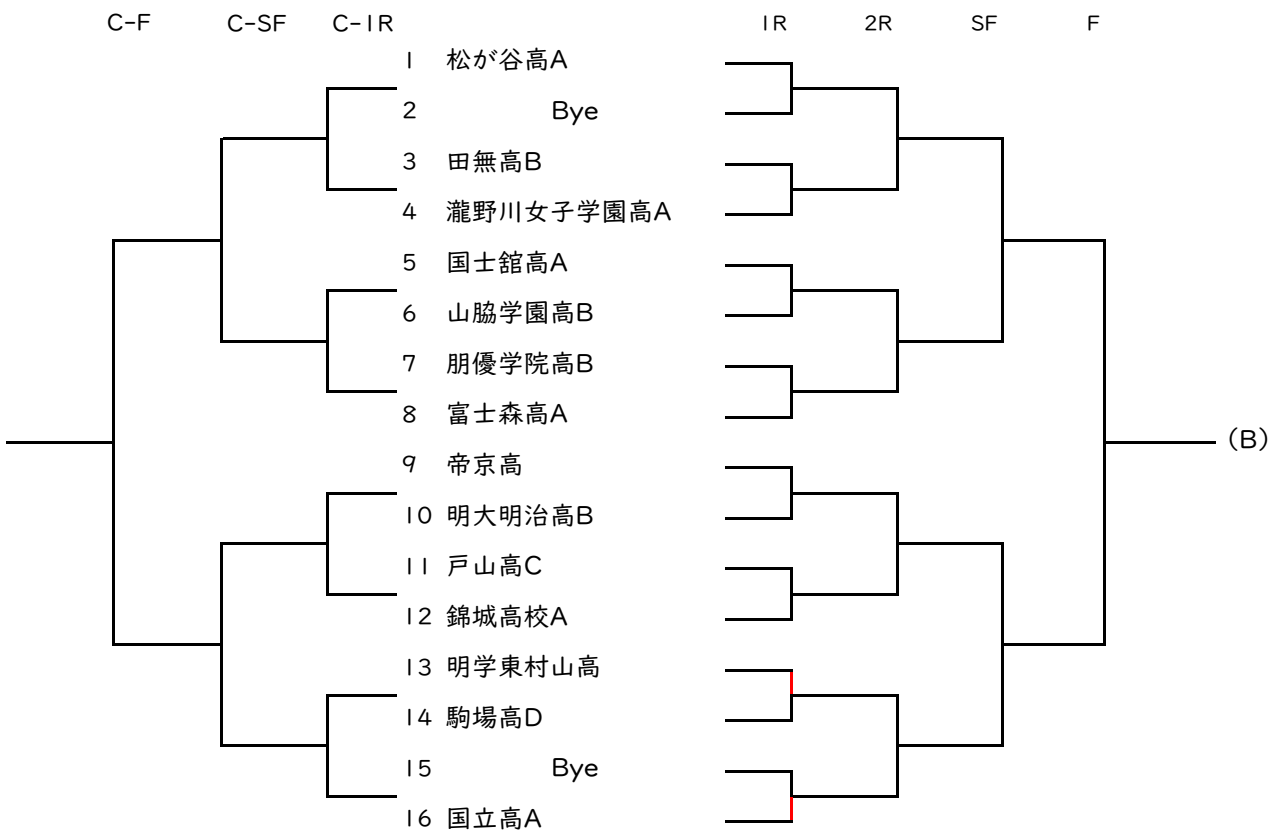 C-F C-SF C-1R 1R 2R SF F
1 松が谷高A
2 Bye
3 田無高B
4 瀧野川女子学園高A
5 国士舘高A
6 山脇学園高B
7 朋優学院高B
8 富士森高A
(B)
9 帝京高
10 明大明治高B
11 戸山高C
12 錦城高校A
13 明学東村山高
14 駒場高D
15 Bye
16 国立高A